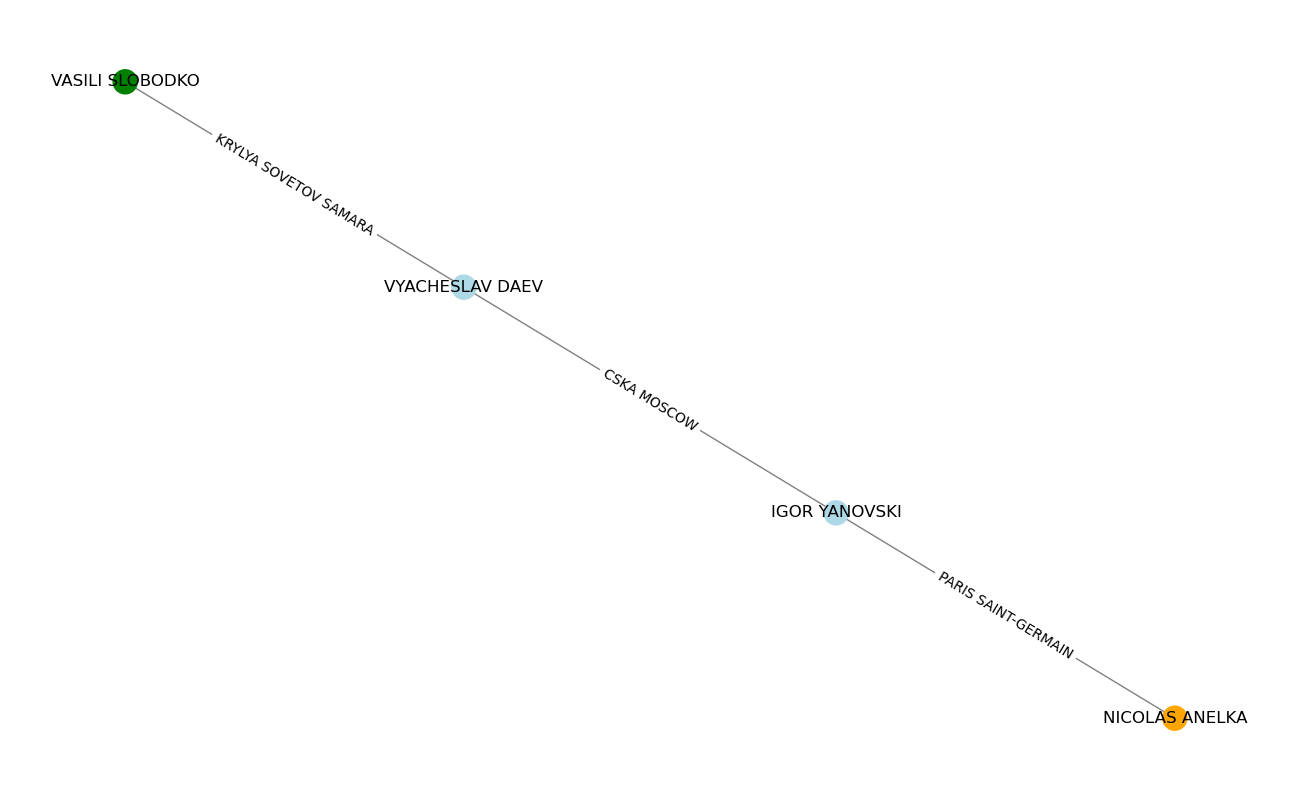 VASILI SLOBODKO
KRYLYA SOVETOV SAMARA
VYACHESLAV DAEV
CSKA MOSCOW
IGOR YANOVSKI
PARIS SAINT-GERMAIN
NICOLAS ANELKA